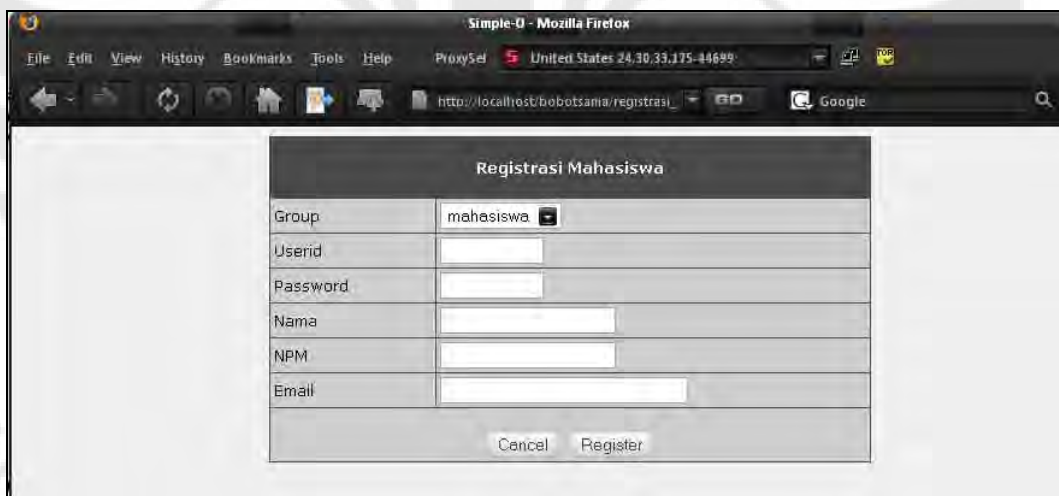 Simple-O - Mozilla Firefox
File Edit View History Bookmarks Tools Help ProxySel S United States 24.30.33.175-44699 TOP
http://localhost/bobotsama/registrasi_ GO Google
Registrasi Mahasiswa
Group mahasiswa
Userid
Password
Nama
NPM
Email
Cancel Register